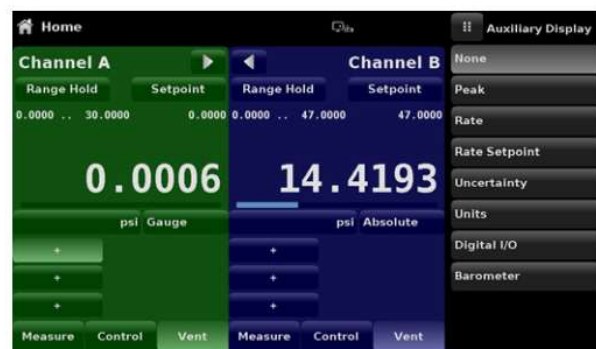 Home
Auxiliary Display
Channel A
Channel B
Range Hold Setpoint
Range Hold Setpoint
0.0000 .. 30.0000 0.0000
0.0000 .. 47.0000 47.0000
0.0006
14.4193
psi Gauge
psi Absolute
+
+
+
+
+
+
Measure Control Vent
Measure Control Vent
None
Peak
Rate
Rate Setpoint
Uncertainty
Units
Digital I/O
Barometer